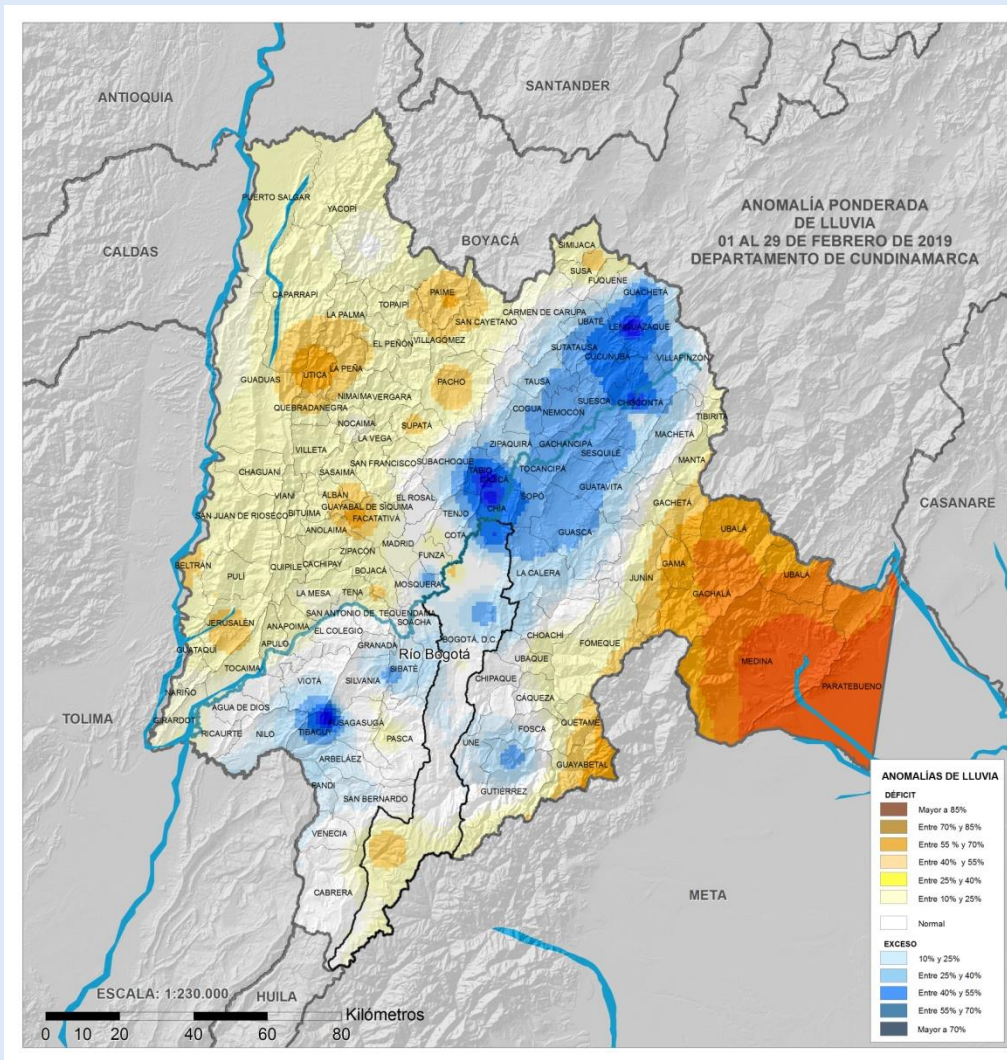 ANTIOQUIA
SANTANDER
CALDAS
BOYACÁ
ANOMALÍA PONDERADA
DE LLUVIA
01 AL 29 DE FEBRERO DE 2019
DEPARTAMENTO DE CUNDINAMARCA
PUERTO SALGAR
YACOPÍ
SIMIJACA
SUSA
FUQUENE
GUACHETÁ
CAPARRAPÍ
TOPAIPÍ
PAIME
LA PALMA
SAN CAYETANO
CARMEN DE CARUPA
UBATÉ
LENGUAZAQUE
EL PEÑÓN
VILLAGÓMEZ
SUTATAUSA
CUCUNUBÁ
VILLAPINZÓN
GUADUAS
ÚTICA
LA PEÑA
PACHO
TAUSA
NIMAIMA
VERGARA
SUESCA
CHOCONTÁ
QUEBRADANEGRA
COGUA
NEMOCÓN
TIBIRITA
NOCAIMA
SUPATÁ
LA VEGA
ZIPAQUIRÁ
GACHANCIPÁ
MACHETÁ
VILLETA
SESQUILÉ
SAN FRANCISCO
SUBACHOQUE
TABIO
TOCANCIPÁ
MANTA
CHAGUANÍ
SASAIMA
CAJICÁ
GUATAVITA
VIANÍ
ALBÁN
EL ROSAL
SOPÓ
GACHETÁ
CASANARE
SAN JUAN DE RIOSECO
BITUIMA
GUAYABAL DE SÍQUIMA
CHÍA
FACATATIVÁ
TENJO
ANOLAIMA
GUASCA
UBALÁ
MADRID
COTA
ZIPACÓN
FUNZA
BELTRÁN
QUIPILE
CACHIPAY
BOJACÁ
LA CALERA
GAMA
PULÍ
MOSQUERA
JUNÍN
UBALÁ
LA MESA
TENA
GACHALÁ
SAN ANTONIO DE TEQUENDAMA
JERUSALÉN
ANAPOIMA
SOACHA
EL COLEGIO
CHOACHÍ
GUATAQUÍ
APULO
GRANADA
BOGOTÁ, D.C.
FÓMEQUE
Río Bogotá
UBAQUE
MEDINA
TOCAIMA
SIBATÉ
VIOTÁ
SILVANIA
CHIPAQUE
PARATEBUENO
NARIÑO
CÁQUEZA
TOLIMA
GIRARDOT
AGUA DE DIOS
FUSAGASUGÁ
QUETAME
RICAURTE
NILO
TIBACUY
PASCA
FOSCA
UNE
ARBELÁEZ
GUAYABETAL
PANDI
GUTIÉRREZ
SAN BERNARDO
VENECIA
CABRERA
META
HUILA
ESCALA: 1:230.000
Kilómetros
0 10 20 40 60 80
ANOMALÍAS DE LLUVIA
DÉFICIT
Mayor a 85%
Entre 70% y 85%
Entre 55 % y 70%
Entre 40% y 55%
Entre 25% y 40%
Entre 10% y 25%
Normal
EXCESO
10% y 25%
Entre 25% y 40%
Entre 40% y 55%
Entre 55% y 70%
Mayor a 70%